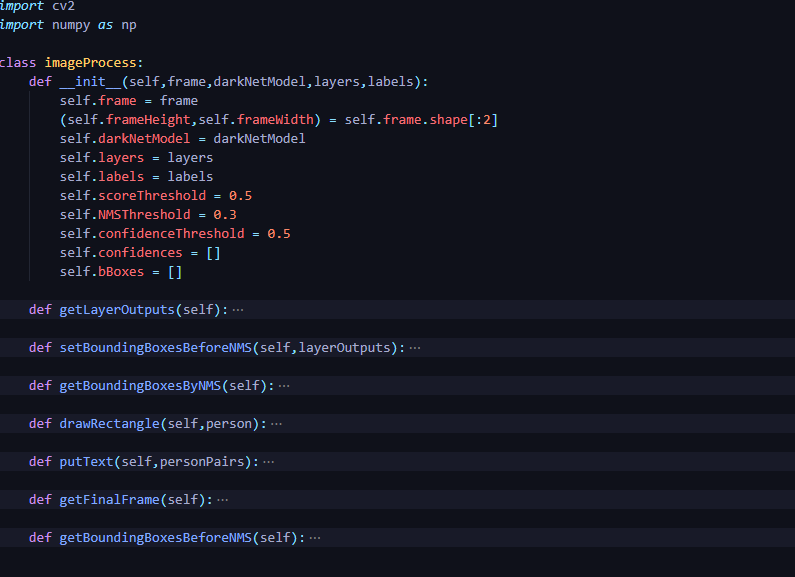 import cv2
import numpy as np
class imageProcess:
def __init__(self,frame,darkNetModel,layers,labels):
self.frame = frame
(self.frameHeight,self.frameWidth) = self.frame.shape[:2]
self.darkNetModel = darkNetModel
self.layers = layers
self.labels = labels
self.scoreThreshold = 0.5
self.NMSThreshold = 0.3
self.confidenceThreshold = 0.5
self.confidences = []
self.bBoxes = []
def getLayerOutputs(self): ···
def setBoundingBoxesBeforeNMS(self,layerOutputs): ···
def getBoundingBoxesByNMS(self): ···
def drawRectangle(self,person): ···
def putText(self,personPairs): ···
def getFinalFrame(self): ···
def getBoundingBoxesBeforeNMS(self): ···